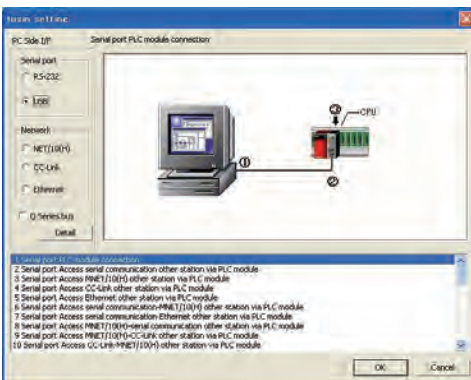 PC Side I/F
Serial port PLC module connection
Serial port
RS-232
USB
Network
NET/10(H)
CC-Link
Ethernet
Q Series bus
Detail
①
②
③
CPU
1 Serial port PLC module connection
2 Serial port Access serial communication other station via PLC module
3 Serial port Access MNET/10(H) other station via PLC module
4 Serial port Access CC-Link other station via PLC module
5 Serial port Access Ethernet other station via PLC module
6 Serial port Access serial communication-MNET/10(H) other station via PLC module
7 Serial port Access serial communication-Ethernet other station via PLC module
8 Serial port Access MNET/10(H)-serial communication other station via PLC module
9 Serial port Access MNET/10(H)-CC-Link other station via PLC module
10 Serial port Access CC-Link-MNET/10(H) other station via PLC module
OK
Cancel